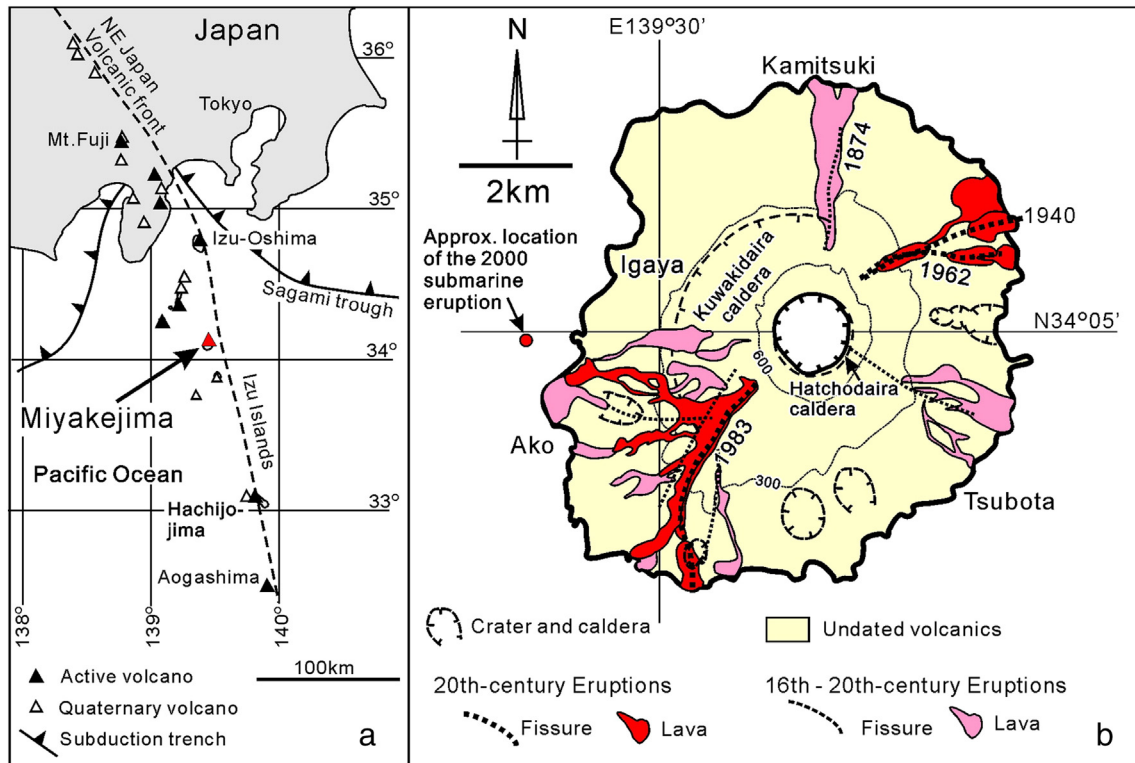 a
Japan
NE Japan
Volcanic front
36°
Tokyo
Mt.Fuji
35°
Izu-Oshima
Sagami trough
34°
Miyakejima
Izu Islands
Pacific Ocean
33°
Hachijo-
jima
Aogashima
138°
139°
140°
100km
Active volcano
Quaternary volcano
Subduction trench
a
E139°30'
N
Kamitsuki
2km
1874
1940
Approx. location
of the 2000
submarine
eruption
Igaya
Kuwakidaira
caldera
1962
N34°05'
600
Hatchodaira
caldera
Ako
1983
300
Tsubota
Crater and caldera
Undated volcanics
20th-century Eruptions
16th - 20th-century Eruptions
Fissure
Lava
Fissure
Lava
b